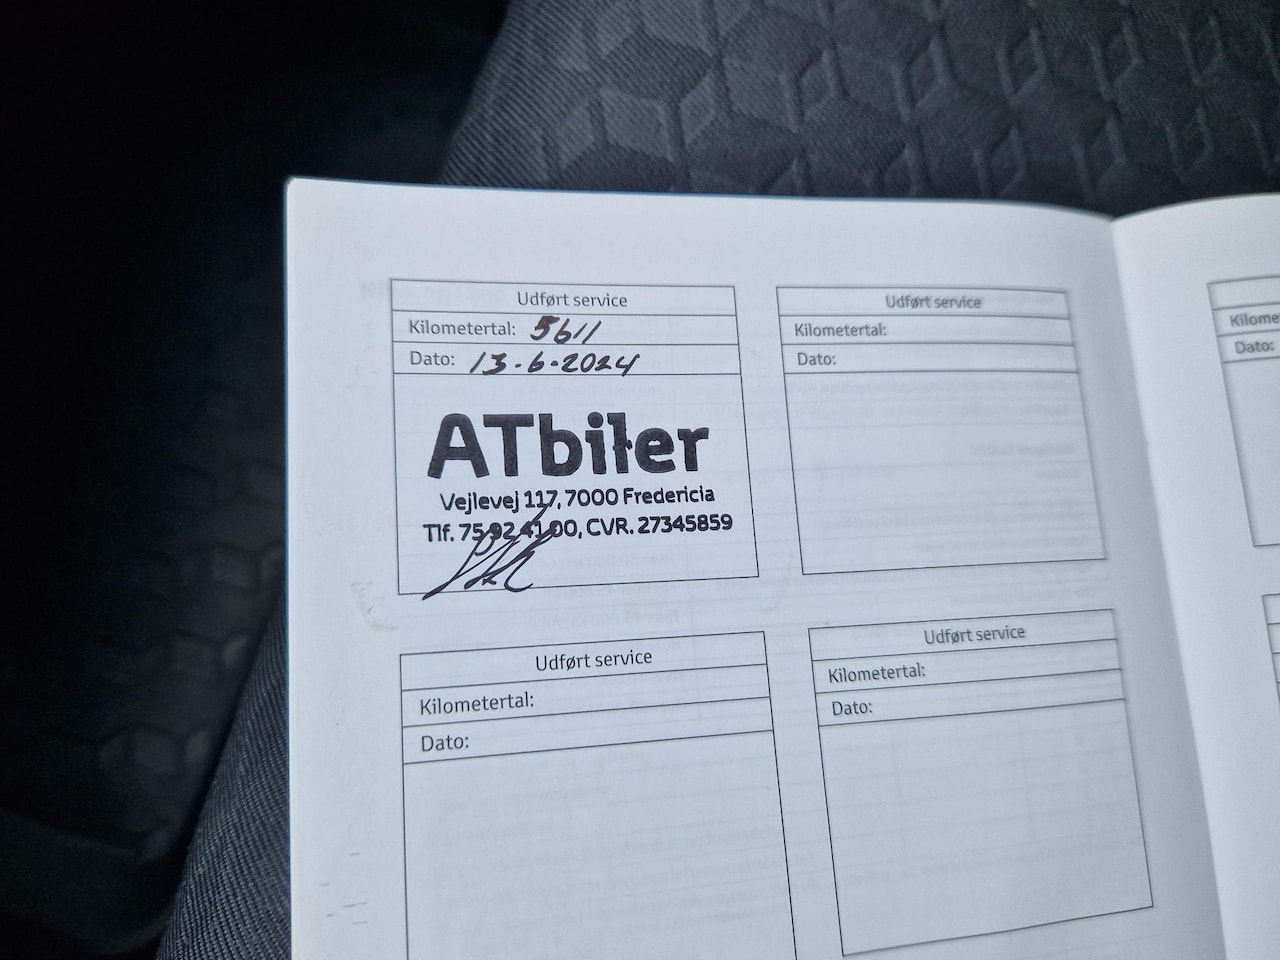 Udført service
Kilometertal: 5611
Dato: 13-6-2024
ATbiler
Vejlevej 117, 7000 Fredericia
Tlf. 75 92 41 00, CVR. 27345859
Udført service
Kilometertal:
Dato:
Udført service
Kilometertal:
Dato:
Udført service
Kilometertal:
Dato:
Kilome
Dato: